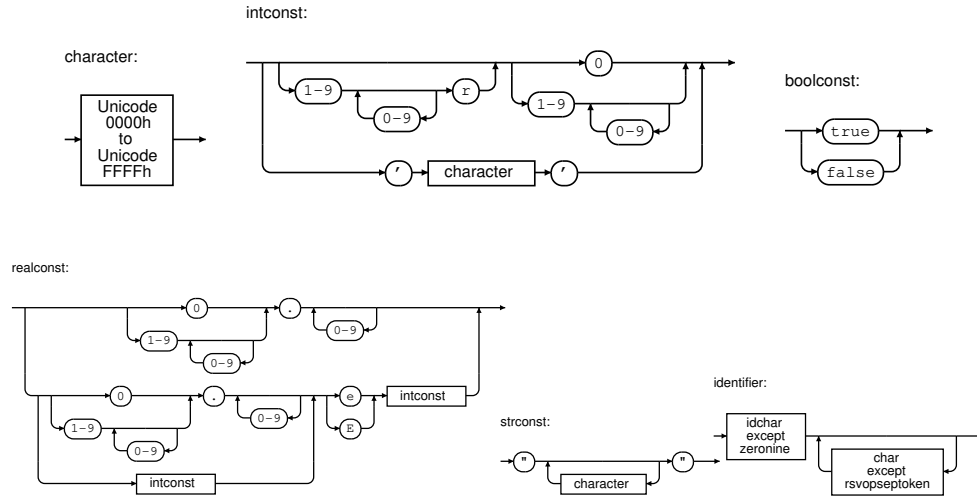 intconst:
character:
Unicode
0000h
to
Unicode
FFFFh
1-9
0-9
r
0
1-9
0-9
' character '
boolconst:
true
false
realconst:
0 . 0-9
1-9
0-9
0 . 0-9 e intconst
1-9 E
0-9
intconst
strconst:
" "
character
identifier:
idchar
except
zeronine
char
except
rsvopseptoken